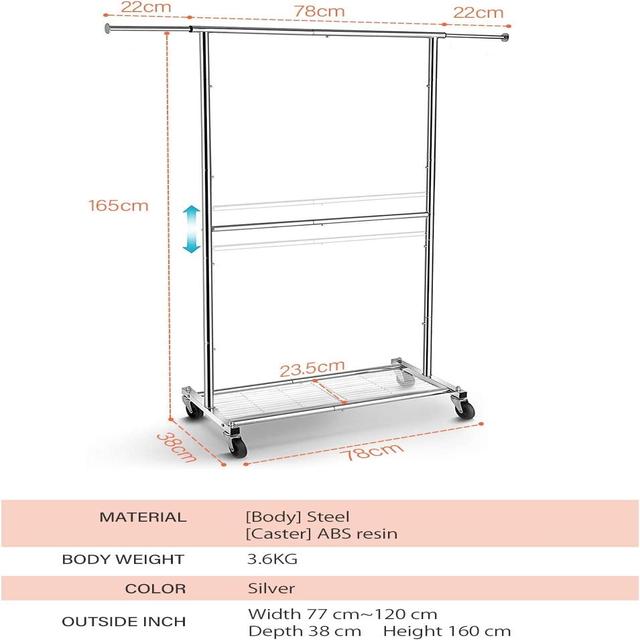 22cm 78cm 22cm
165cm
23.5cm
38cm
78cm
MATERIAL [Body] Steel
[Caster] ABS resin
BODY WEIGHT 3.6KG
COLOR Silver
OUTSIDE INCH Width 77 cm~120 cm
Depth 38 cm Height 160 cm